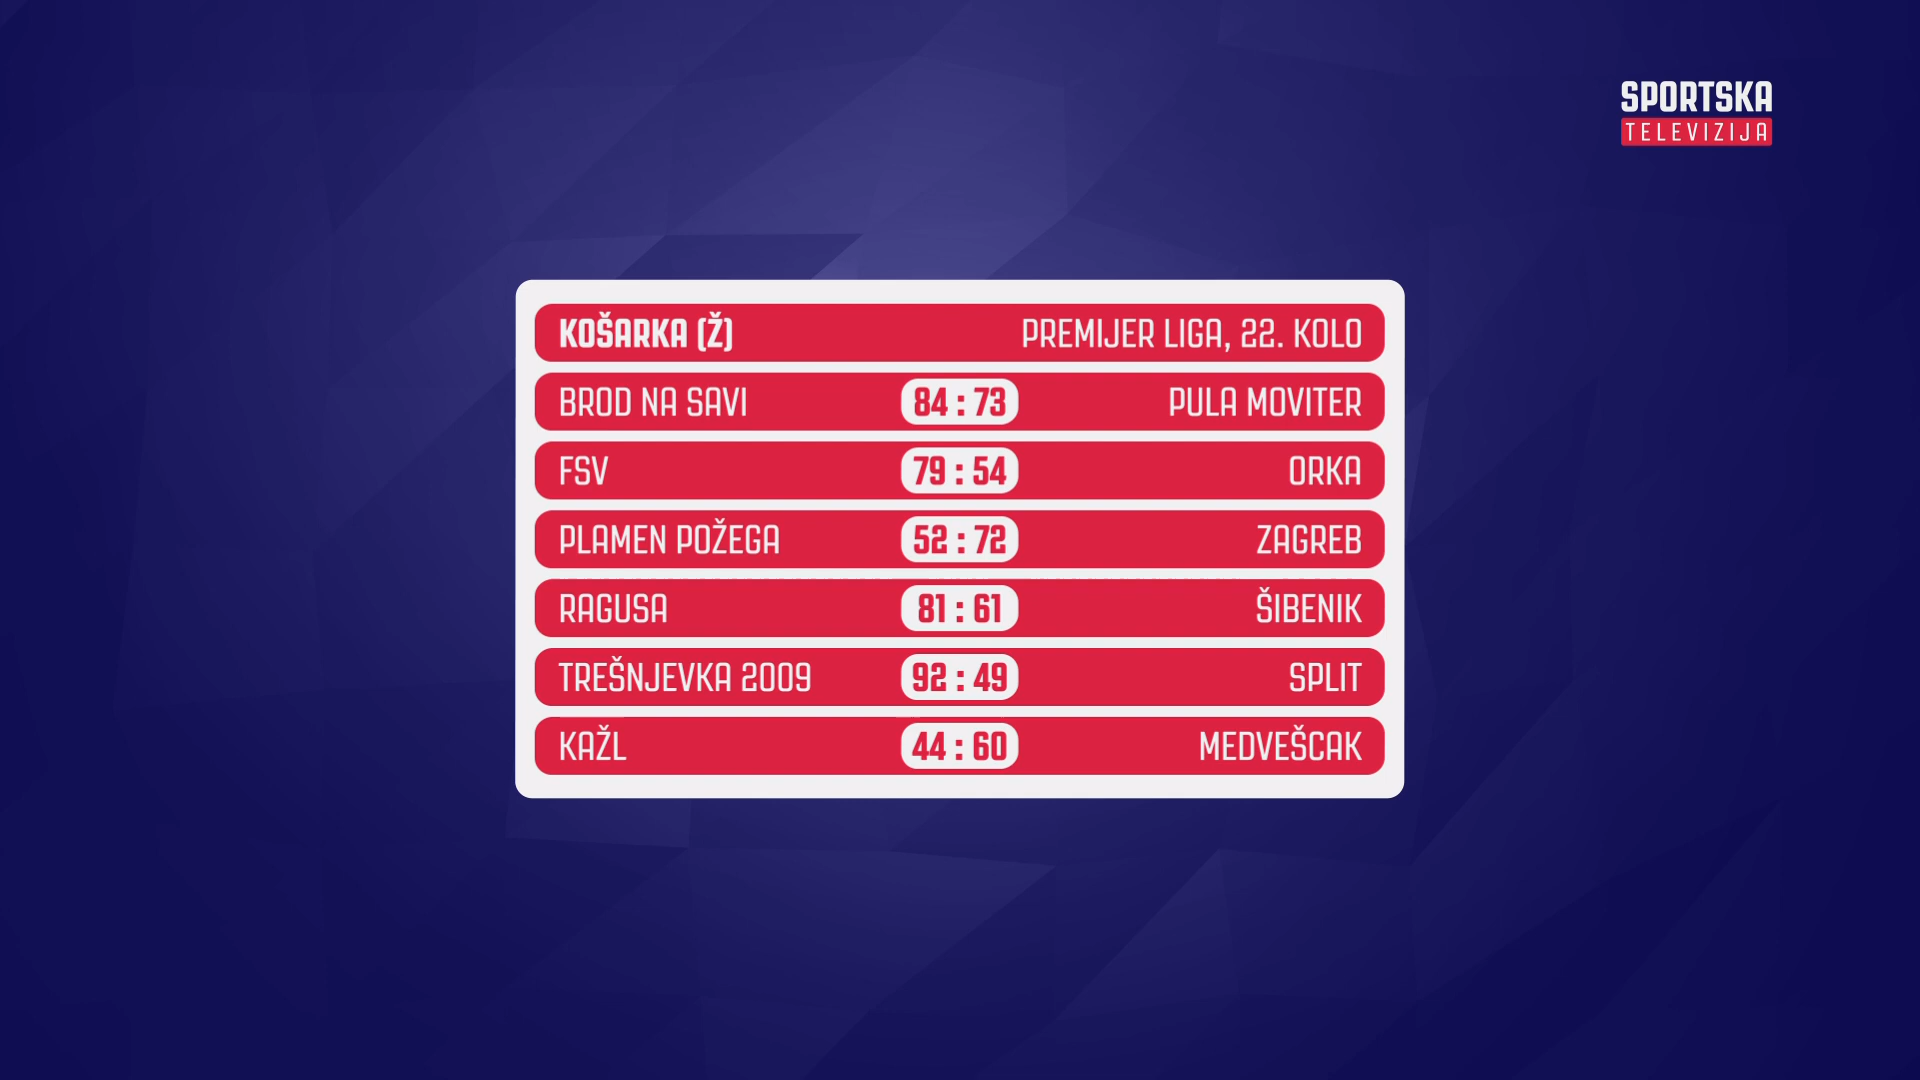 SPORTSKA
TELEVIZIJA
KOŠARKA (Ž) PREMIJER LIGA, 22. KOLO
BROD NA SAVI 84 : 73 PULA MOVITER
FSV 79 : 54 ORKA
PLAMEN POŽEGA 52 : 72 ZAGREB
RAGUSA 81 : 61 ŠIBENIK
TREŠNJEVKA 2009 92 : 49 SPLIT
KAŽL 44 : 60 MEDVEŠCAK